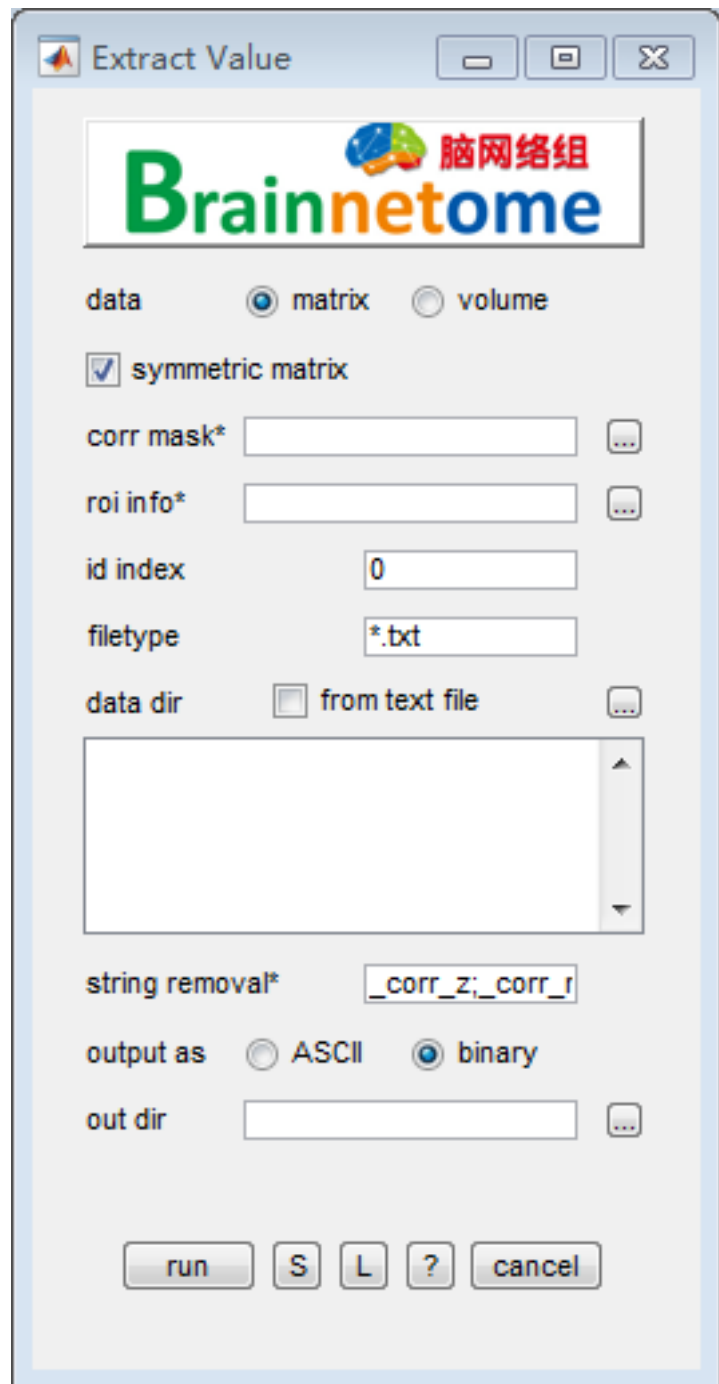 Extract Value
脑网络组
Brainnetome
data matrix volume
symmetric matrix
corr mask* ...
roi info* ...
id index 0
filetype *.txt
data dir from text file ...
string removal* _corr_z;_corr_r
output as ASCII binary
out dir ...
run S L ? cancel